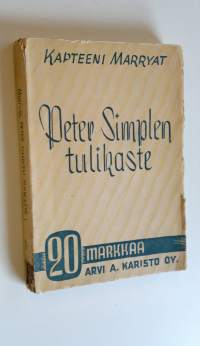 KAPTEENI MARRYAT
Peter Simplen
tulikaste
20 MARKKAA
ARVI A. KARISTO OY.